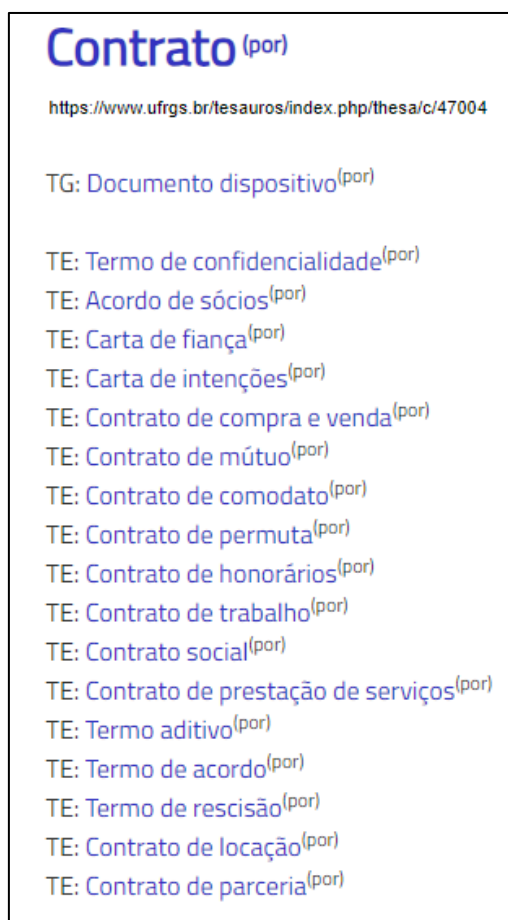 Contrato (por)
https://www.ufrgs.br/tesauros/index.php/thesa/c/47004
TG: Documento dispositivo(por)
TE: Termo de confidencialidade(por)
TE: Acordo de sócios(por)
TE: Carta de fiança(por)
TE: Carta de intenções(por)
TE: Contrato de compra e venda(por)
TE: Contrato de mútuo(por)
TE: Contrato de comodato(por)
TE: Contrato de permuta(por)
TE: Contrato de honorários(por)
TE: Contrato de trabalho(por)
TE: Contrato social(por)
TE: Contrato de prestação de serviços(por)
TE: Termo aditivo(por)
TE: Termo de acordo(por)
TE: Termo de rescisão(por)
TE: Contrato de locação(por)
TE: Contrato de parceria(por)